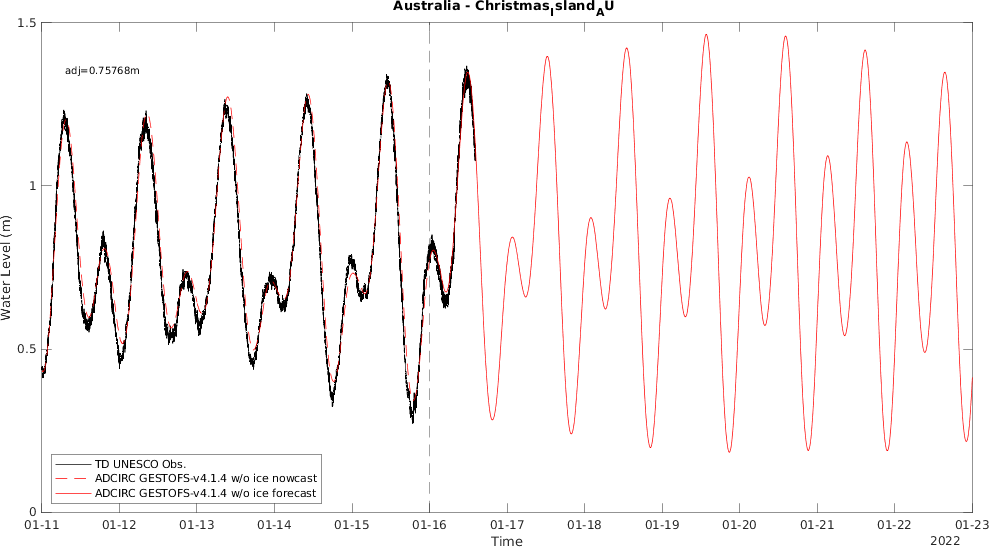 Australia - Christmas_Island_AU
1.5
adj=0.75768m
1
Water Level (m)
0.5
TD UNESCO Obs.
ADCIRC GESTOFS-v4.1.4 w/o ice nowcast
ADCIRC GESTOFS-v4.1.4 w/o ice forecast
0
01-11 01-12 01-13 01-14 01-15 01-16 01-17 01-18 01-19 01-20 01-21 01-22 01-23
Time
2022